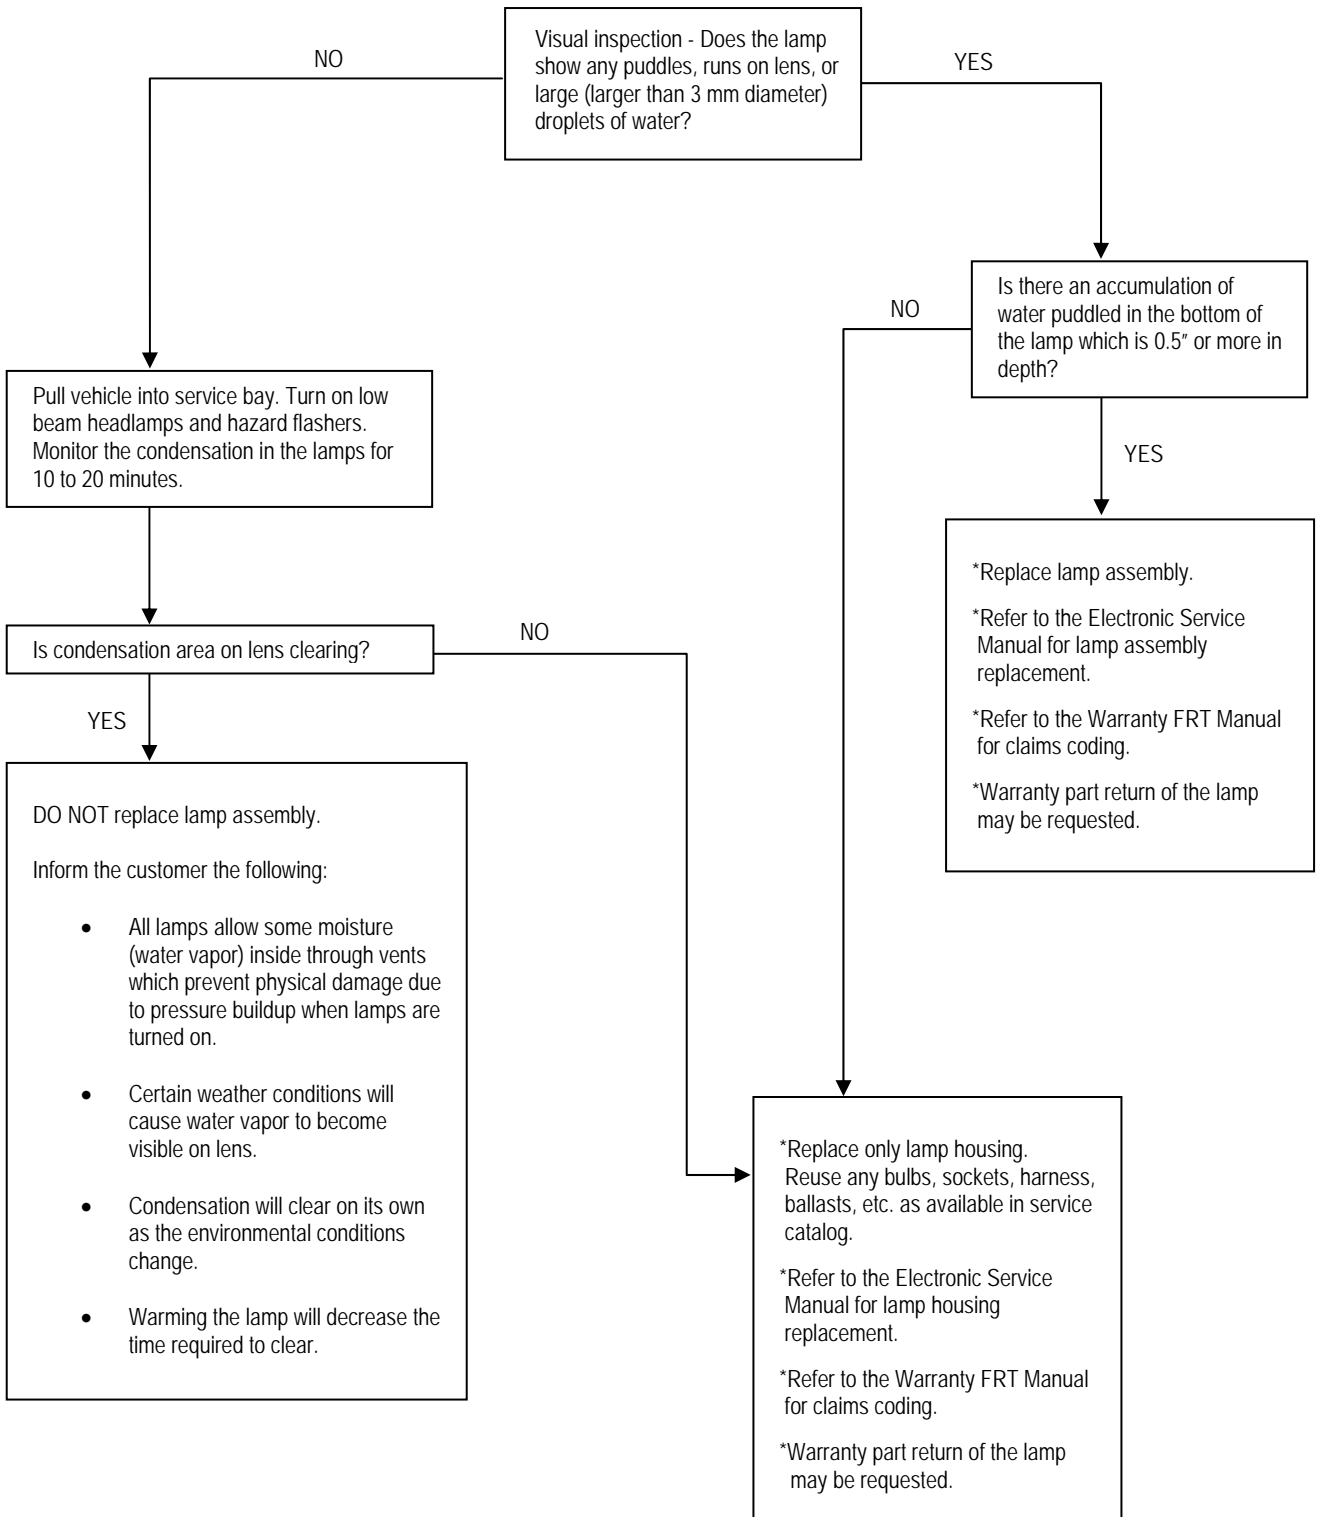 Visual inspection - Does the lamp
show any puddles, runs on lens, or
large (larger than 3 mm diameter)
droplets of water?
NO
YES
Is there an accumulation of
water puddled in the bottom of
the lamp which is 0.5" or more in
depth?
NO
YES
Pull vehicle into service bay. Turn on low
beam headlamps and hazard flashers.
Monitor the condensation in the lamps for
10 to 20 minutes.
*Replace lamp assembly.
*Refer to the Electronic Service
Manual for lamp assembly
replacement.
*Refer to the Warranty FRT Manual
for claims coding.
*Warranty part return of the lamp
may be requested.
Is condensation area on lens clearing?
NO
YES
DO NOT replace lamp assembly.
Inform the customer the following:
• All lamps allow some moisture
(water vapor) inside through vents
which prevent physical damage due
to pressure buildup when lamps are
turned on.
• Certain weather conditions will
cause water vapor to become
visible on lens.
• Condensation will clear on its own
as the environmental conditions
change.
• Warming the lamp will decrease the
time required to clear.
*Replace only lamp housing.
Reuse any bulbs, sockets, harness,
ballasts, etc. as available in service
catalog.
*Refer to the Electronic Service
Manual for lamp housing
replacement.
*Refer to the Warranty FRT Manual
for claims coding.
*Warranty part return of the lamp
may be requested.